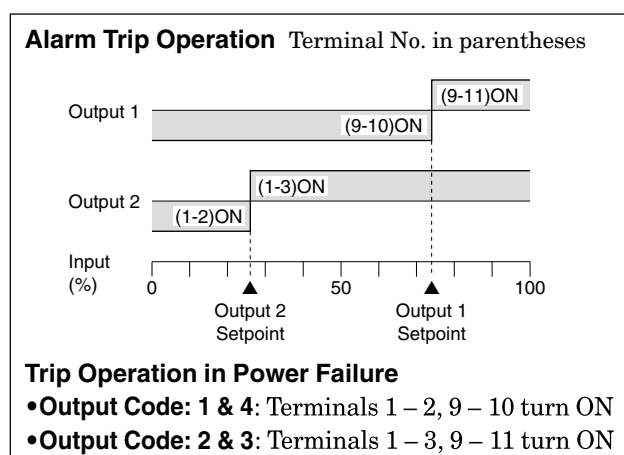 Alarm Trip Operation Terminal No. in parentheses
(9-11)ON
Output 1
(9-10)ON
(1-3)ON
Output 2
(1-2)ON
Input
(%)
0 50 100
Output 2
Setpoint
Output 1
Setpoint
Trip Operation in Power Failure
•Output Code: 1 & 4: Terminals 1 – 2, 9 – 10 turn ON
•Output Code: 2 & 3: Terminals 1 – 3, 9 – 11 turn ON